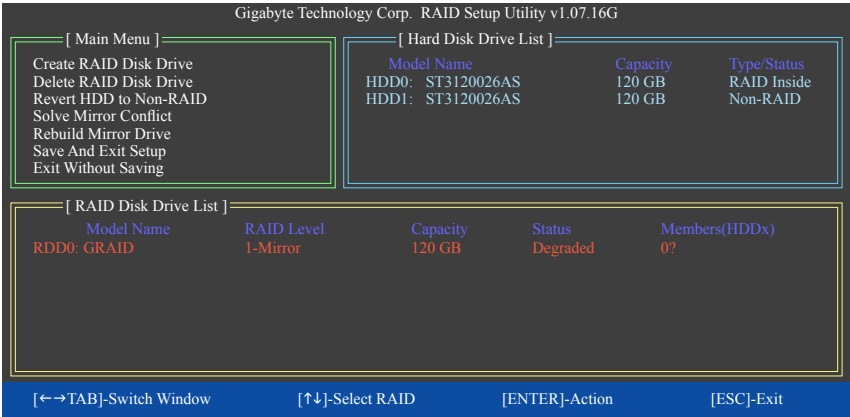 Gigabyte Technology Corp. RAID Setup Utility v1.07.16G
[ Main Menu ]
Create RAID Disk Drive
Delete RAID Disk Drive
Revert HDD to Non-RAID
Solve Mirror Conflict
Rebuild Mirror Drive
Save And Exit Setup
Exit Without Saving
[ Hard Disk Drive List ]
Model Name Capacity Type/Status
HDD0: ST3120026AS 120 GB RAID Inside
HDD1: ST3120026AS 120 GB Non-RAID
[ RAID Disk Drive List ]
Model Name RAID Level Capacity Status Members(HDDx)
RDD0: GRAID 1-Mirror 120 GB Degraded 0?
[←→TAB]-Switch Window [↑↓]-Select RAID [ENTER]-Action [ESC]-Exit